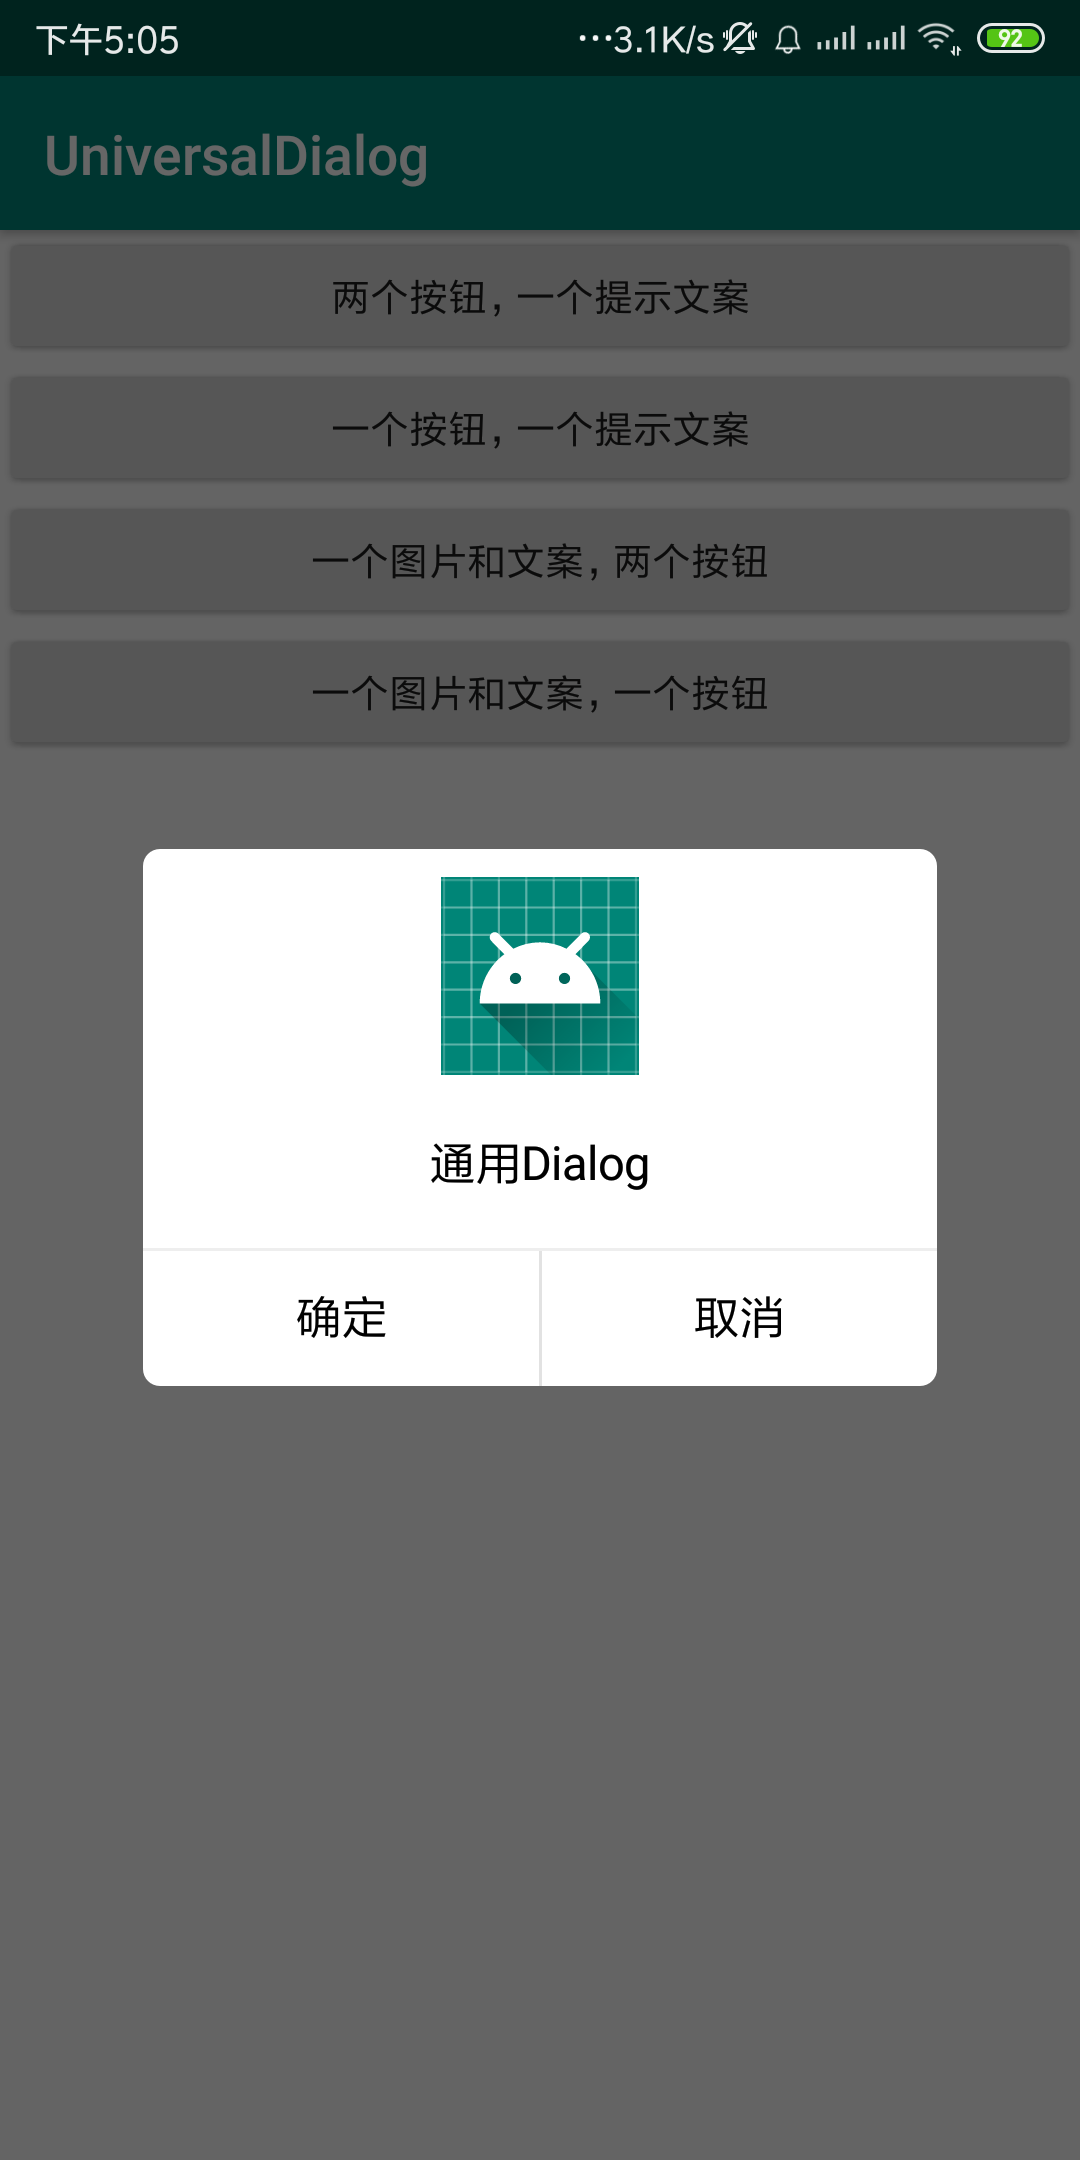 下午5:05 ...3.1K/s 92
UniversalDialog
两个按钮，一个提示文案
一个按钮，一个提示文案
一个图片和文案，两个按钮
一个图片和文案，一个按钮
通用Dialog
确定 取消